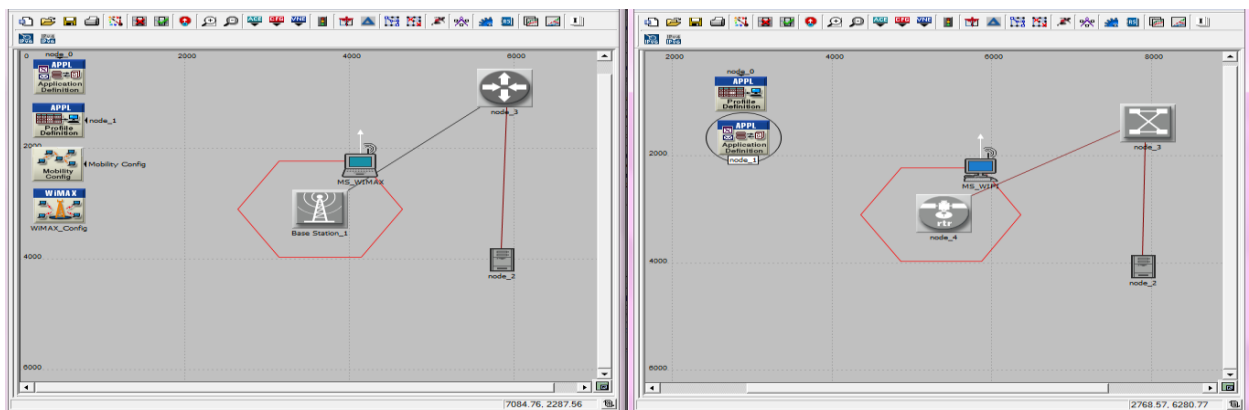 0
2000
4000
6000
node_0
APPL
Application
Definition
APPL
Profile
Definition
node_1
2000
Mobility
Config
Mobility Config
WiMAX
WiMAX_Config
node_3
MS_WIMAX
Base Station_1
4000
node_2
6000
7084.76, 2287.56
2000
4000
6000
8000
node_0
APPL
Profile
Definition
APPL
Application
Definition
node_1
2000
node_3
MS_WIFI
rtr
node_4
4000
node_2
6000
2768.57, 6280.77